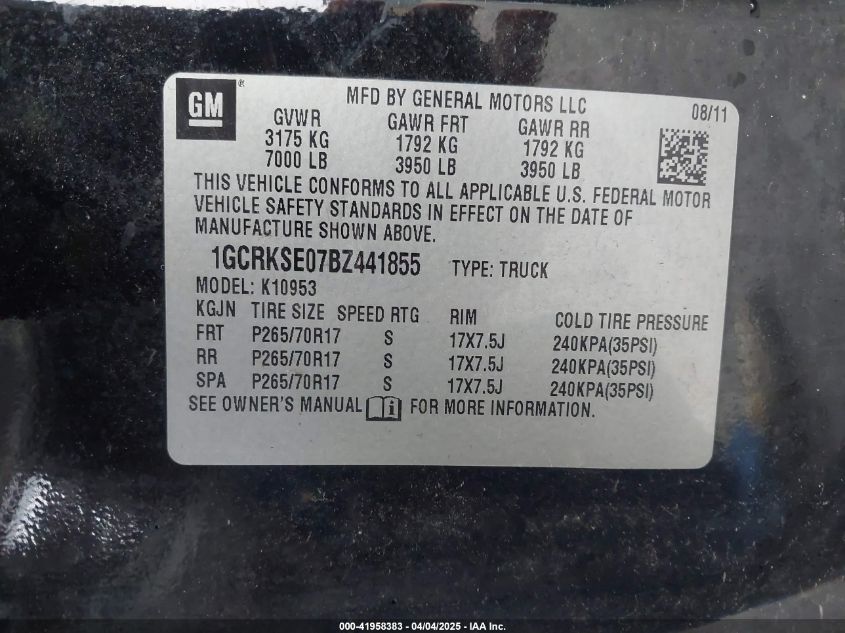 GM ® MFD BY GENERAL MOTORS LLC 08/11
GVWR GAWR FRT GAWR RR
3175 KG 1792 KG 1792 KG
7000 LB 3950 LB 3950 LB
THIS VEHICLE CONFORMS TO ALL APPLICABLE U.S. FEDERAL MOTOR
VEHICLE SAFETY STANDARDS IN EFFECT ON THE DATE OF
MANUFACTURE SHOWN ABOVE.
1GCRKSE07BZ441855 TYPE: TRUCK
MODEL: K10953
KGJN TIRE SIZE SPEED RTG RIM COLD TIRE PRESSURE
FRT P265/70R17 S 17X7.5J 240KPA(35PSI)
RR P265/70R17 S 17X7.5J 240KPA(35PSI)
SPA P265/70R17 S 17X7.5J 240KPA(35PSI)
SEE OWNER'S MANUAL i FOR MORE INFORMATION.
000-41958383 - 04/04/2025 - IAA Inc.